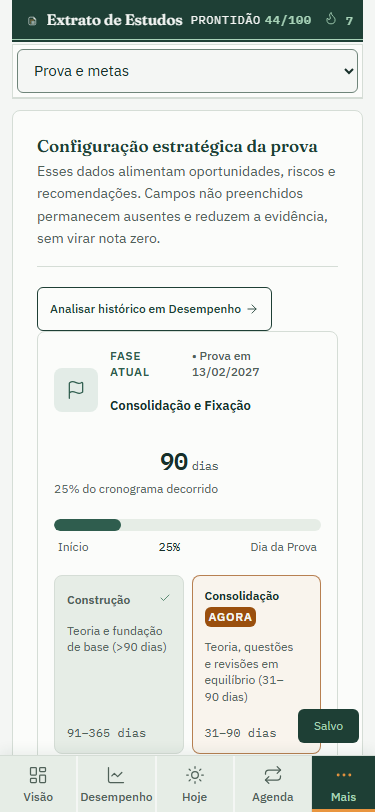 Extrato de Estudos PRONTIDÃO 44/100 7
Prova e metas
Configuração estratégica da prova
Esses dados alimentam oportunidades, riscos e
recomendações. Campos não preenchidos
permanecem ausentes e reduzem a evidência,
sem virar nota zero.
Analisar histórico em Desempenho →
FASE
ATUAL
• Prova em
13/02/2027
Consolidação e Fixação
90 dias
25% do cronograma decorrido
Início 25% Dia da Prova
Construção
Teoria e fundação
de base (>90 dias)
91–365 dias
Consolidação
AGORA
Teoria, questões
e revisões em
equilíbrio (31–
90 dias)
31–90 dias
Salvo
Visão Desempenho Hoje Agenda Mais